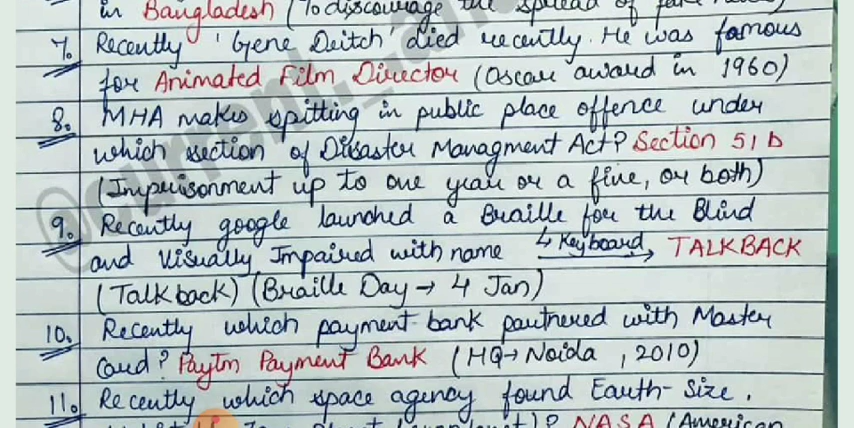 in Bangladesh (To discourage the spread of fake
7. Recently 'Gene Deitch' died recently. He was famous
for Animated Film Director (Oscar award in 1960)
8. MHA makes spitting in public place offence under
which section of Disaster Managment Act? Section 51 b
(Imprisonment up to one year or a fine, or both)
9. Recently google launched a Braille for the Blind
and Visually Impaired with name ↳ Keyboard → TALKBACK
(Talkback) (Braille Day → 4 Jan)
10. Recently which payment bank partnered with Master
Card? Paytm Payment Bank (HQ → Noida, 2010)
11. Recently which space agency found Earth-Size.
? NASA (American
@current_